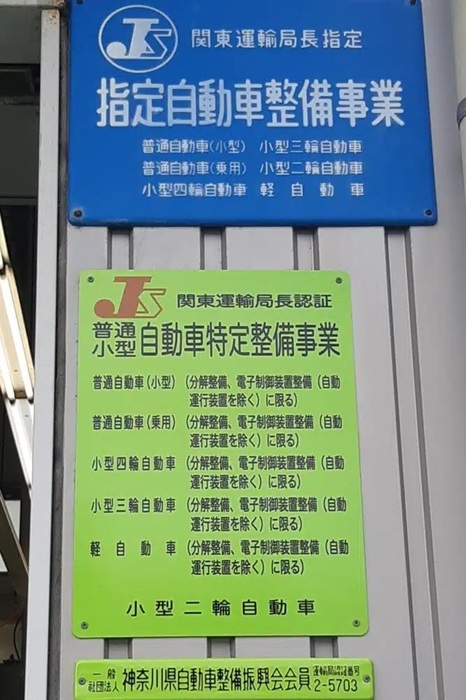 JS 関東運輸局長指定
指定自動車整備事業
普通自動車(小型) 小型三輪自動車
普通自動車(乗用) 小型二輪自動車
小型四輪自動車 軽自動車
JS 関東運輸局長認証
普通
小型 自動車特定整備事業
普通自動車(小型) (分解整備、電子制御装置整備(自動
運行装置を除く)に限る)
普通自動車(乗用) (分解整備、電子制御装置整備(自動
運行装置を除く)に限る)
小型四輪自動車 (分解整備、電子制御装置整備(自動
運行装置を除く)に限る)
小型三輪自動車 (分解整備、電子制御装置整備(自動
運行装置を除く)に限る)
軽自動車 (分解整備、電子制御装置整備(自動
運行装置を除く)に限る)
小型二輪自動車
一般
社団法人 神奈川県自動車整備振興会会員 運輸局認証番号
2-5703